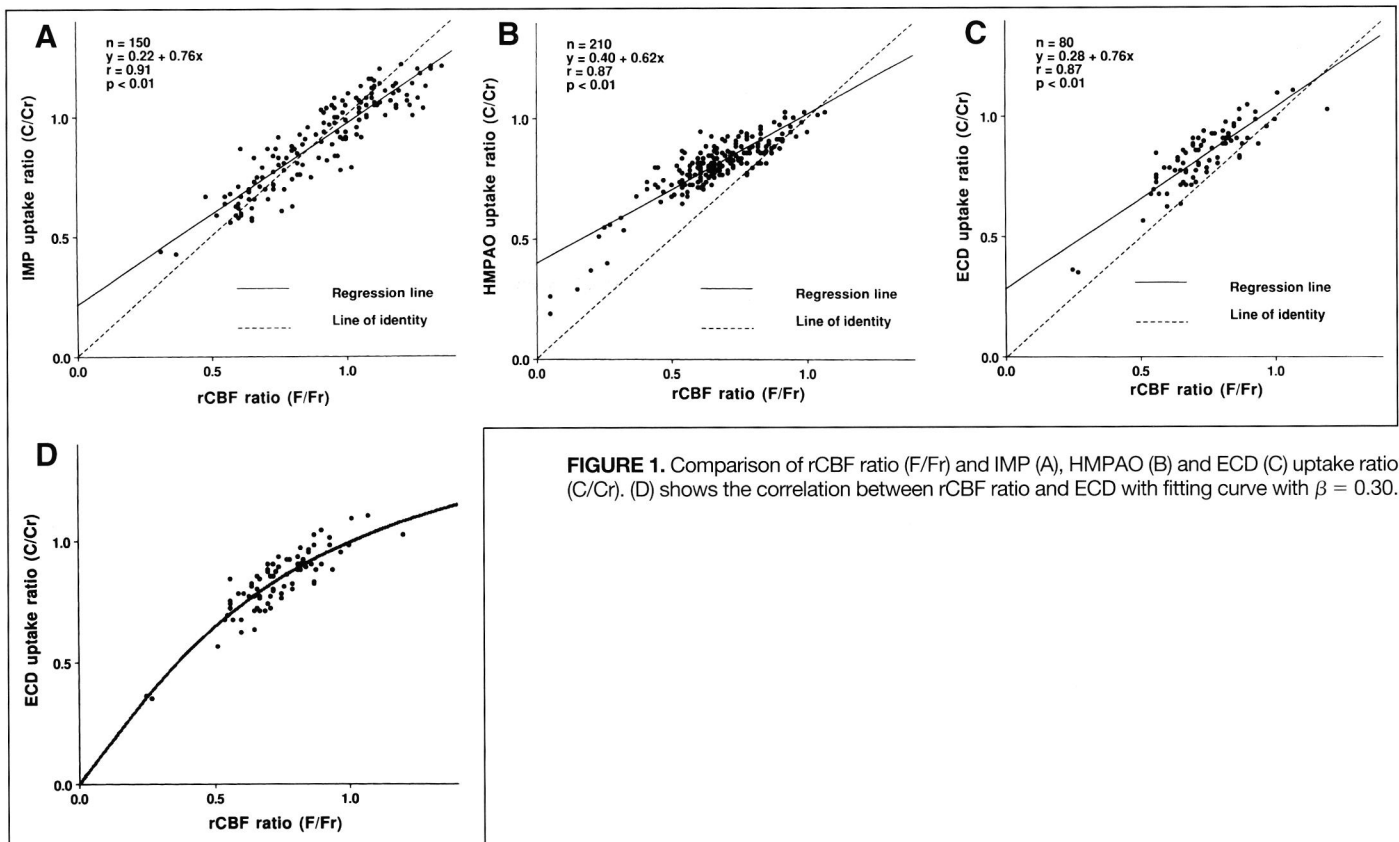 A
n = 150
y = 0.22 + 0.76x
r = 0.91
p < 0.01
IMP uptake ratio (C/Cr)
1.0
0.5
0.0
Regression line
Line of identity
0.5
1.0
rCBF ratio (F/Fr)
B
n = 210
y = 0.40 + 0.62x
r = 0.87
p < 0.01
HMPAO uptake ratio (C/Cr)
1.0
0.5
0.0
Regression line
Line of identity
0.0
0.5
1.0
rCBF ratio (F/Fr)
C
n = 80
y = 0.28 + 0.76x
r = 0.87
p < 0.01
ECD uptake ratio (C/Cr)
1.0
0.5
0.0
Regression line
Line of identity
0.0
0.5
1.0
rCBF ratio (F/Fr)
D
ECD uptake ratio (C/Cr)
1.0
0.5
0.0
0.0
0.5
1.0
rCBF ratio (F/Fr)
FIGURE 1. Comparison of rCBF ratio (F/Fr) and IMP (A), HMPAO (B) and ECD (C) uptake ratio
(C/Cr). (D) shows the correlation between rCBF ratio and ECD with fitting curve with β = 0.30.